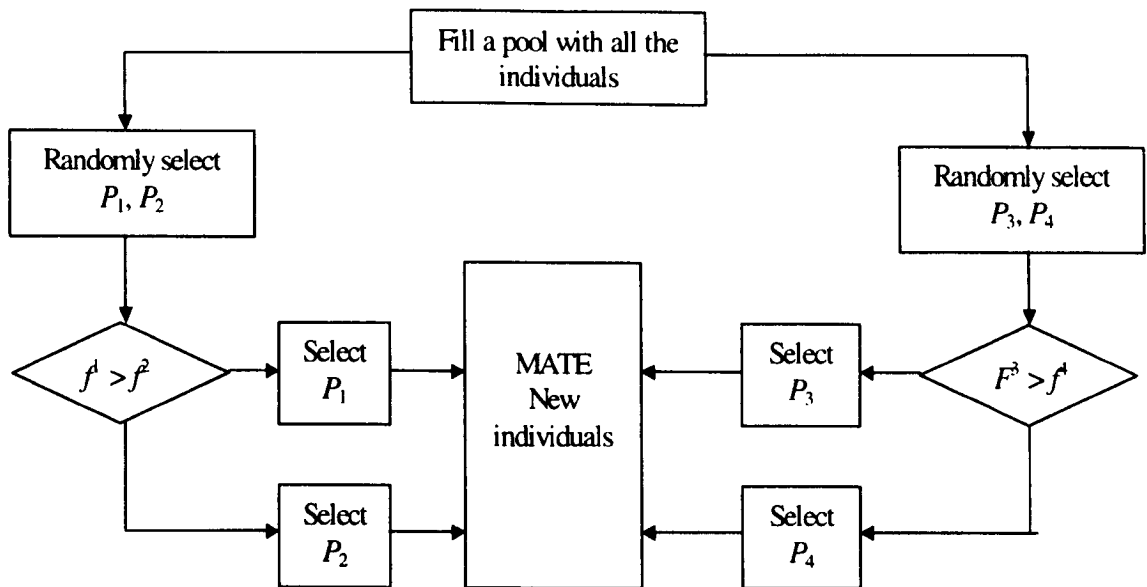 Fill a pool with all the
individuals
Randomly select
P₁, P₂
Randomly select
P₃, P₄
f¹ > f²
Select
P₁
MATE
New
individuals
Select
P₃
F³ > f⁴
Select
P₂
Select
P₄